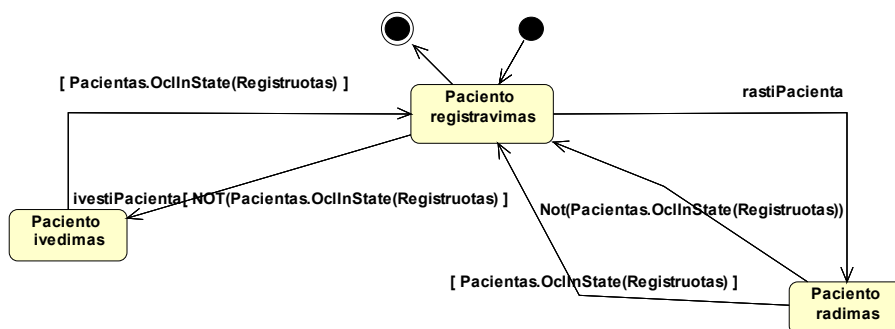 [ Pacientas.OclInState(Registruotas) ]
Paciento
registravimas
rastiPacienta
ivestiPacienta[ NOT(Pacientas.OclInState(Registruotas) ]
Paciento
ivedimas
Not(Pacientas.OclInState(Registruotas))
[ Pacientas.OclInState(Registruotas) ]
Paciento
radimas